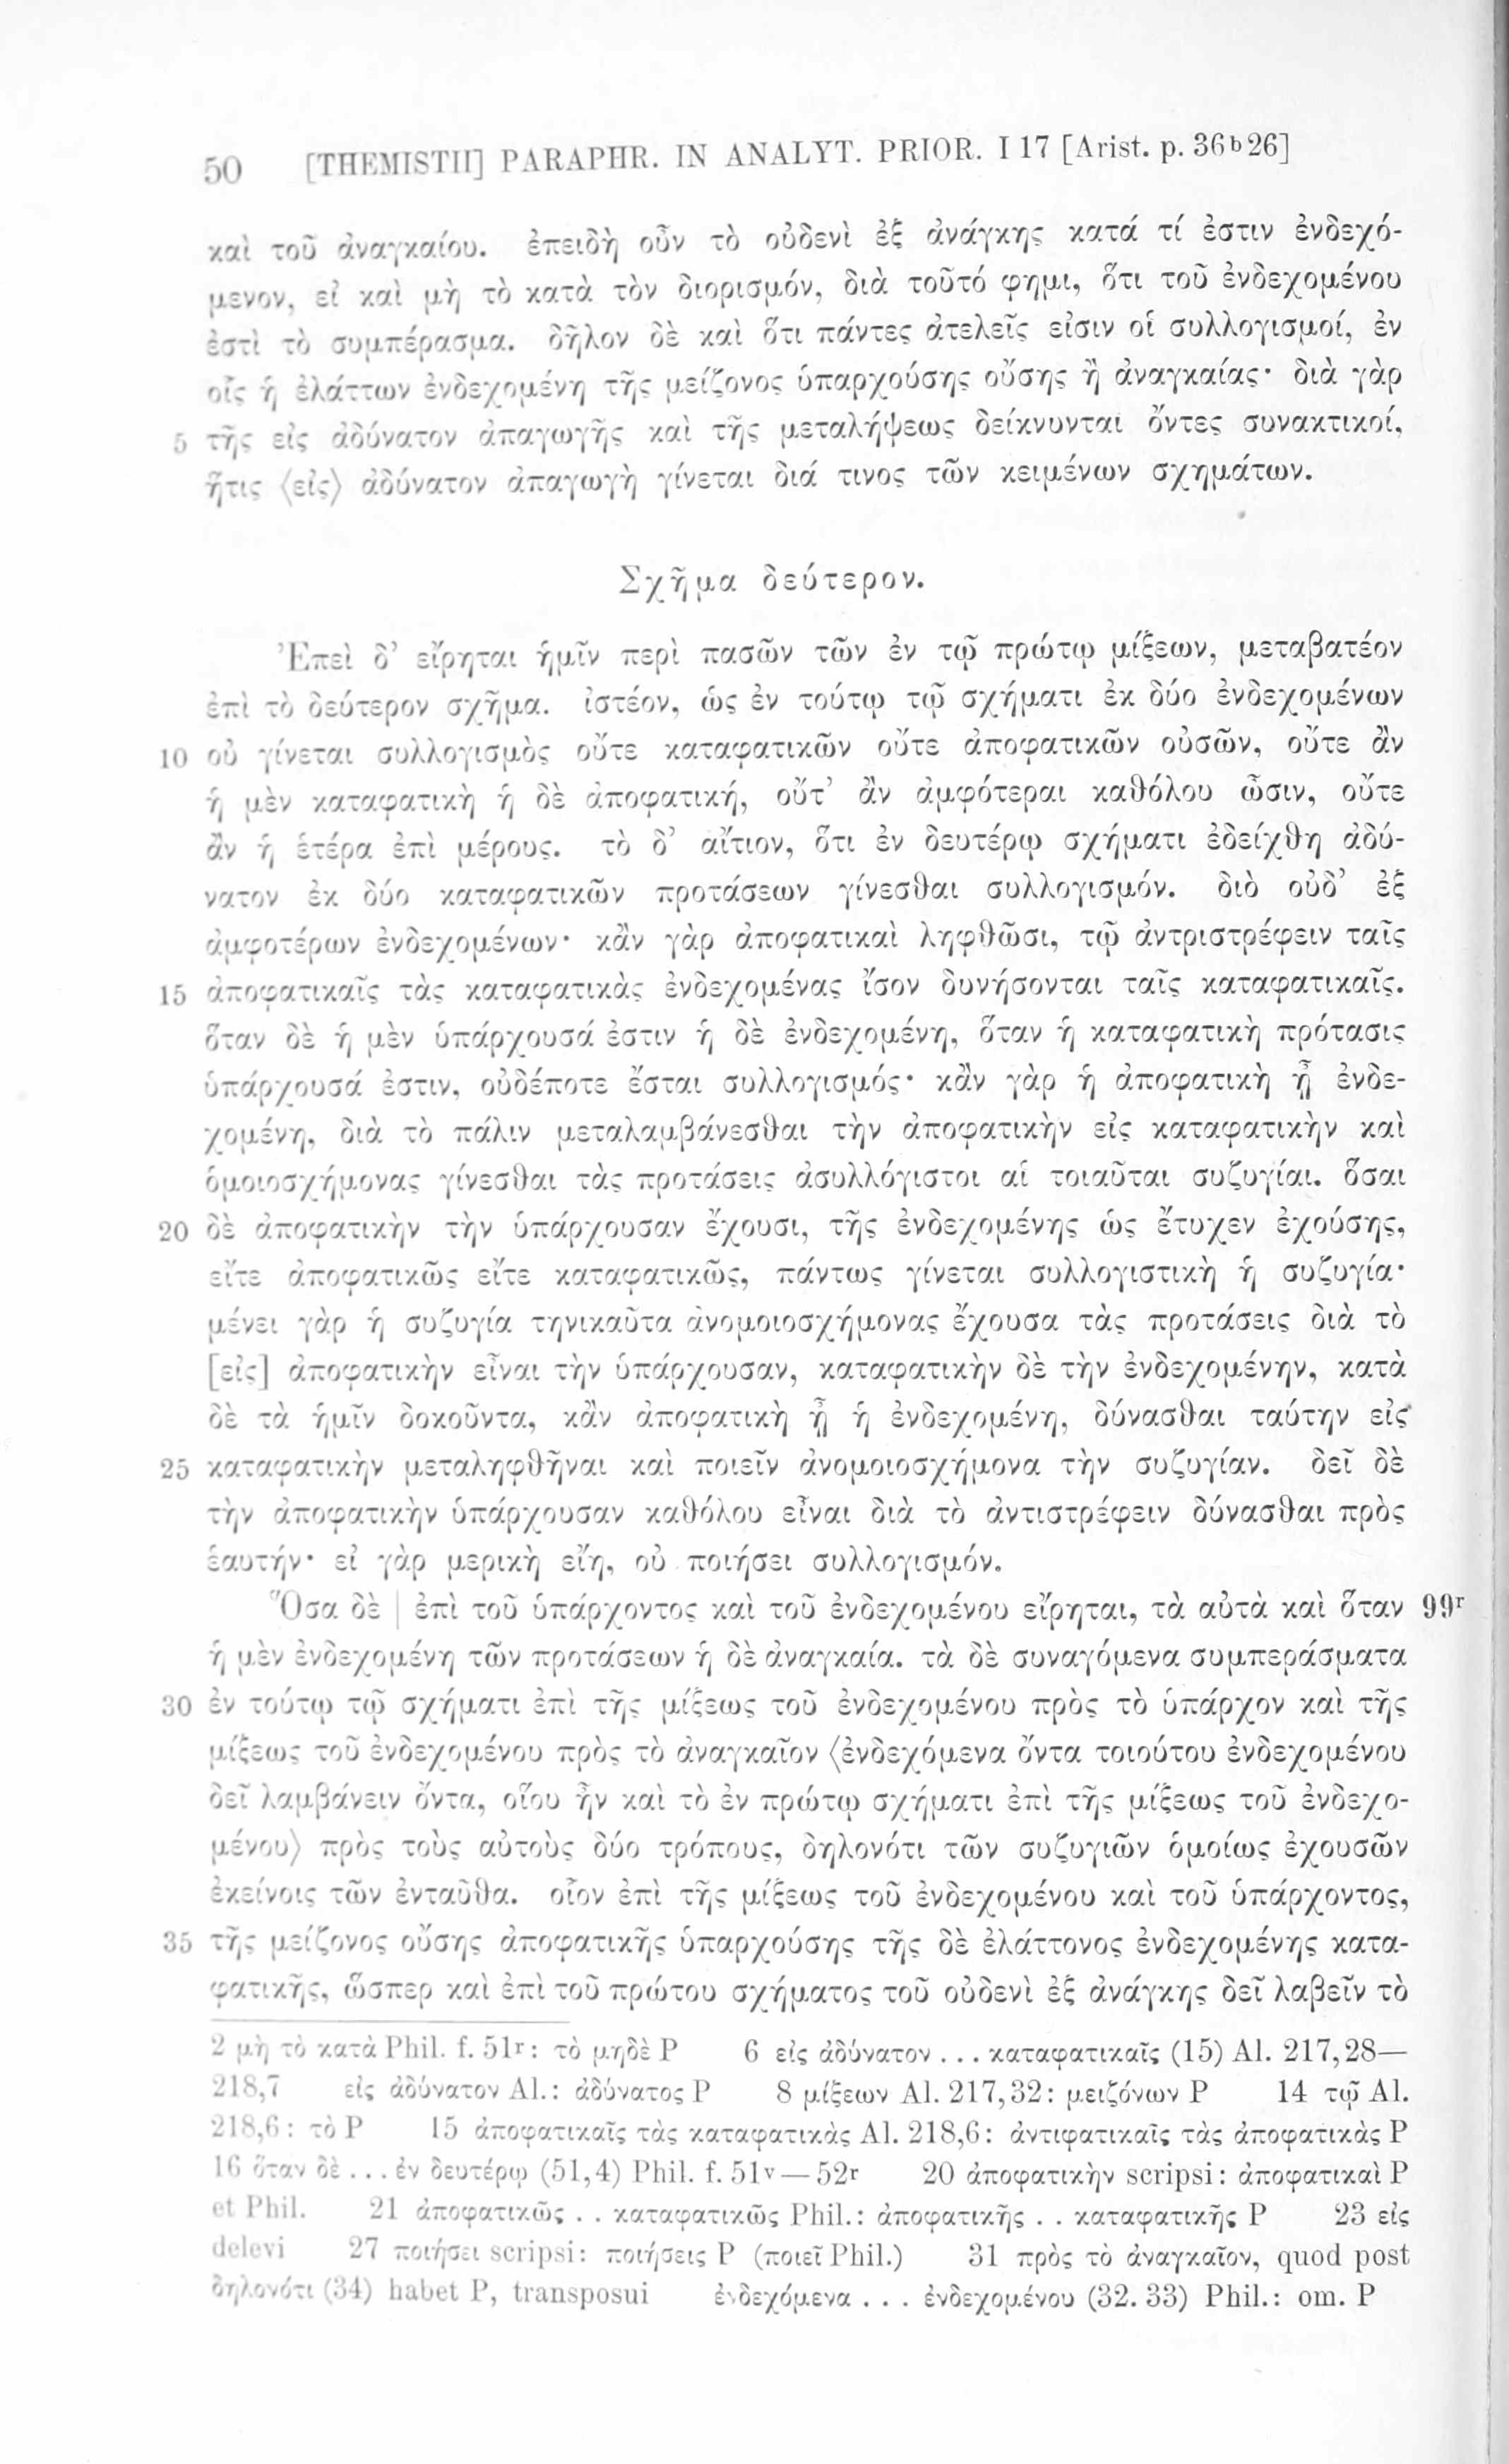 50 [THEMISTII] PARAPHR. IN ANALYT. PRIOR. I 17 [Arist. p. 36b26]
καὶ τοῦ ἀναγκαίου. ἐπειδὴ οὖν τὸ οὐδενὶ ἐξ ἀνάγκης κατά τί ἐστιν ἐνδεχό-
μενον, εἰ καὶ μὴ τὸ κατὰ τὸν διορισμόν, διὰ τοῦτό φημι, ὅτι τοῦ ἐνδεχομένου
ἐστὶ τὸ συμπέρασμα. δῆλον δὲ καὶ ὅτι πάντες ἀτελεῖς εἰσιν οἱ συλλογισμοί, ἐν
οἷς ἡ ἐλάττων ἐνδεχομένη τῆς μείζονος ὑπαρχούσης οὔσης ἢ ἀναγκαίας· διὰ γὰρ
5 τῆς εἰς ἀδύνατον ἀπαγωγῆς καὶ τῆς μεταλήψεως δείκνυνται ὄντες συνακτικοί,
ἥτις ⟨εἰς⟩ ἀδύνατον ἀπαγωγὴ γίνεται διά τινος τῶν κειμένων σχημάτων.
Σχῆμα δεύτερον.
Ἐπεὶ δ’ εἴρηται ἡμῖν περὶ πασῶν τῶν ἐν τῷ πρώτῳ μίξεων, μεταβατέον
ἐπὶ τὸ δεύτερον σχῆμα. ἰστέον, ὡς ἐν τούτῳ τῷ σχήματι ἐκ δύο ἐνδεχομένων
10 οὐ γίνεται συλλογισμὸς οὔτε καταφατικῶν οὔτε ἀποφατικῶν οὐσῶν, οὔτε ἂν
ἡ μὲν καταφατικὴ ἡ δὲ ἀποφατική, οὔτ’ ἂν ἀμφότεραι καθόλου ὦσιν, οὔτε
ἂν ἡ ἑτέρα ἐπὶ μέρους. τὸ δ’ αἴτιον, ὅτι ἐν δευτέρῳ σχήματι ἐδείχθη ἀδύ-
νατον ἐκ δύο καταφατικῶν προτάσεων γίνεσθαι συλλογισμόν. διὸ οὐδ’ ἐξ
ἀμφοτέρων ἐνδεχομένων· κἂν γὰρ ἀποφατικαὶ ληφθῶσι, τῷ ἀντριστρέφειν ταῖς
15 ἀποφατικαῖς τὰς καταφατικὰς ἐνδεχομένας ἴσον δυνήσονται ταῖς καταφατικαῖς.
ὅταν δὲ ἡ μὲν ὑπάρχουσά ἐστιν ἡ δὲ ἐνδεχομένη, ὅταν ἡ καταφατικὴ πρότασις
ὑπάρχουσά ἐστιν, οὐδέποτε ἔσται συλλογισμός· κἂν γὰρ ἡ ἀποφατικὴ ᾖ ἐνδε-
χομένη, διὰ τὸ πάλιν μεταλαμβάνεσθαι τὴν ἀποφατικὴν εἰς καταφατικὴν καὶ
ὁμοιοσχήμονας γίνεσθαι τὰς προτάσεις ἀσυλλόγιστοι αἱ τοιαῦται συζυγίαι. ὅσαι
20 δὲ ἀποφατικὴν τὴν ὑπάρχουσαν ἔχουσι, τῆς ἐνδεχομένης ὡς ἔτυχεν ἐχούσης,
εἴτε ἀποφατικῶς εἴτε καταφατικῶς, πάντως γίνεται συλλογιστικὴ ἡ συζυγία·
μένει γὰρ ἡ συζυγία τηνικαῦτα ἀνομοιοσχήμονας ἔχουσα τὰς προτάσεις διὰ τὸ
[εἰς] ἀποφατικὴν εἶναι τὴν ὑπάρχουσαν, καταφατικὴν δὲ τὴν ἐνδεχομένην, κατὰ
δὲ τὰ ἡμῖν δοκοῦντα, κἂν ἀποφατικὴ ᾖ ἡ ἐνδεχομένη, δύνασθαι ταύτην εἰς
25 καταφατικὴν μεταληφθῆναι καὶ ποιεῖν ἀνομοιοσχήμονα τὴν συζυγίαν. δεῖ δὲ
τὴν ἀποφατικὴν ὑπάρχουσαν καθόλου εἶναι διὰ τὸ ἀντιστρέφειν δύνασθαι πρὸς
ἑαυτήν· εἰ γὰρ μερικὴ εἴη, οὐ ποιήσει συλλογισμόν.
Ὅσα δὲ | ἐπὶ τοῦ ὑπάρχοντος καὶ τοῦ ἐνδεχομένου εἴρηται, τὰ αὐτὰ καὶ ὅταν 99r
ἡ μὲν ἐνδεχομένη τῶν προτάσεων ἡ δὲ ἀναγκαία. τὰ δὲ συναγόμενα συμπεράσματα
30 ἐν τούτῳ τῷ σχήματι ἐπὶ τῆς μίξεως τοῦ ἐνδεχομένου πρὸς τὸ ὑπάρχον καὶ τῆς
μίξεως τοῦ ἐνδεχομένου πρὸς τὸ ἀναγκαῖον ⟨ἐνδεχόμενα ὄντα τοιούτου ἐνδεχομένου
δεῖ λαμβάνειν ὄντα, οἵου ἦν καὶ τὸ ἐν πρώτῳ σχήματι ἐπὶ τῆς μίξεως τοῦ ἐνδεχο-
μένου⟩ πρὸς τοὺς αὐτοὺς δύο τρόπους, δηλονότι τῶν συζυγιῶν ὁμοίως ἐχουσῶν
ἐκείνοις τῶν ἐνταῦθα. οἷον ἐπὶ τῆς μίξεως τοῦ ἐνδεχομένου καὶ τοῦ ὑπάρχοντος,
35 τῆς μείζονος οὔσης ἀποφατικῆς ὑπαρχούσης τῆς δὲ ἐλάττονος ἐνδεχομένης κατα-
φατικῆς, ὥσπερ καὶ ἐπὶ τοῦ πρώτου σχήματος τοῦ οὐδενὶ ἐξ ἀνάγκης δεῖ λαβεῖν τὸ
2 μὴ τὸ κατὰ Phil. f. 51r: τὸ μηδὲ P 6 εἰς ἀδύνατον ... καταφατικαῖς (15) Al. 217,28—
218,7 εἰς ἀδύνατον Al.: ἀδύνατος P 8 μίξεων Al. 217,32: μειζόνων P 14 τῷ Al.
218,6: τὸ P 15 ἀποφατικαῖς τὰς καταφατικὰς Al. 218,6: ἀντιφατικαῖς τὰς ἀποφατικὰς P
16 ὅταν δὲ ... ἐν δευτέρῳ (51,4) Phil. f. 51v—52r 20 ἀποφατικὴν scripsi: ἀποφατικαὶ P
et Phil. 21 ἀποφατικῶς .. καταφατικῶς Phil.: ἀποφατικῆς .. καταφατικῆς P 23 εἰς
delevi 27 ποιήσει scripsi: ποιήσεις P (ποιεῖ Phil.) 31 πρὸς τὸ ἀναγκαῖον, quod post
δηλονότι (34) habet P, transposui ἐνδεχόμενα ... ἐνδεχομένου (32. 33) Phil.: om. P